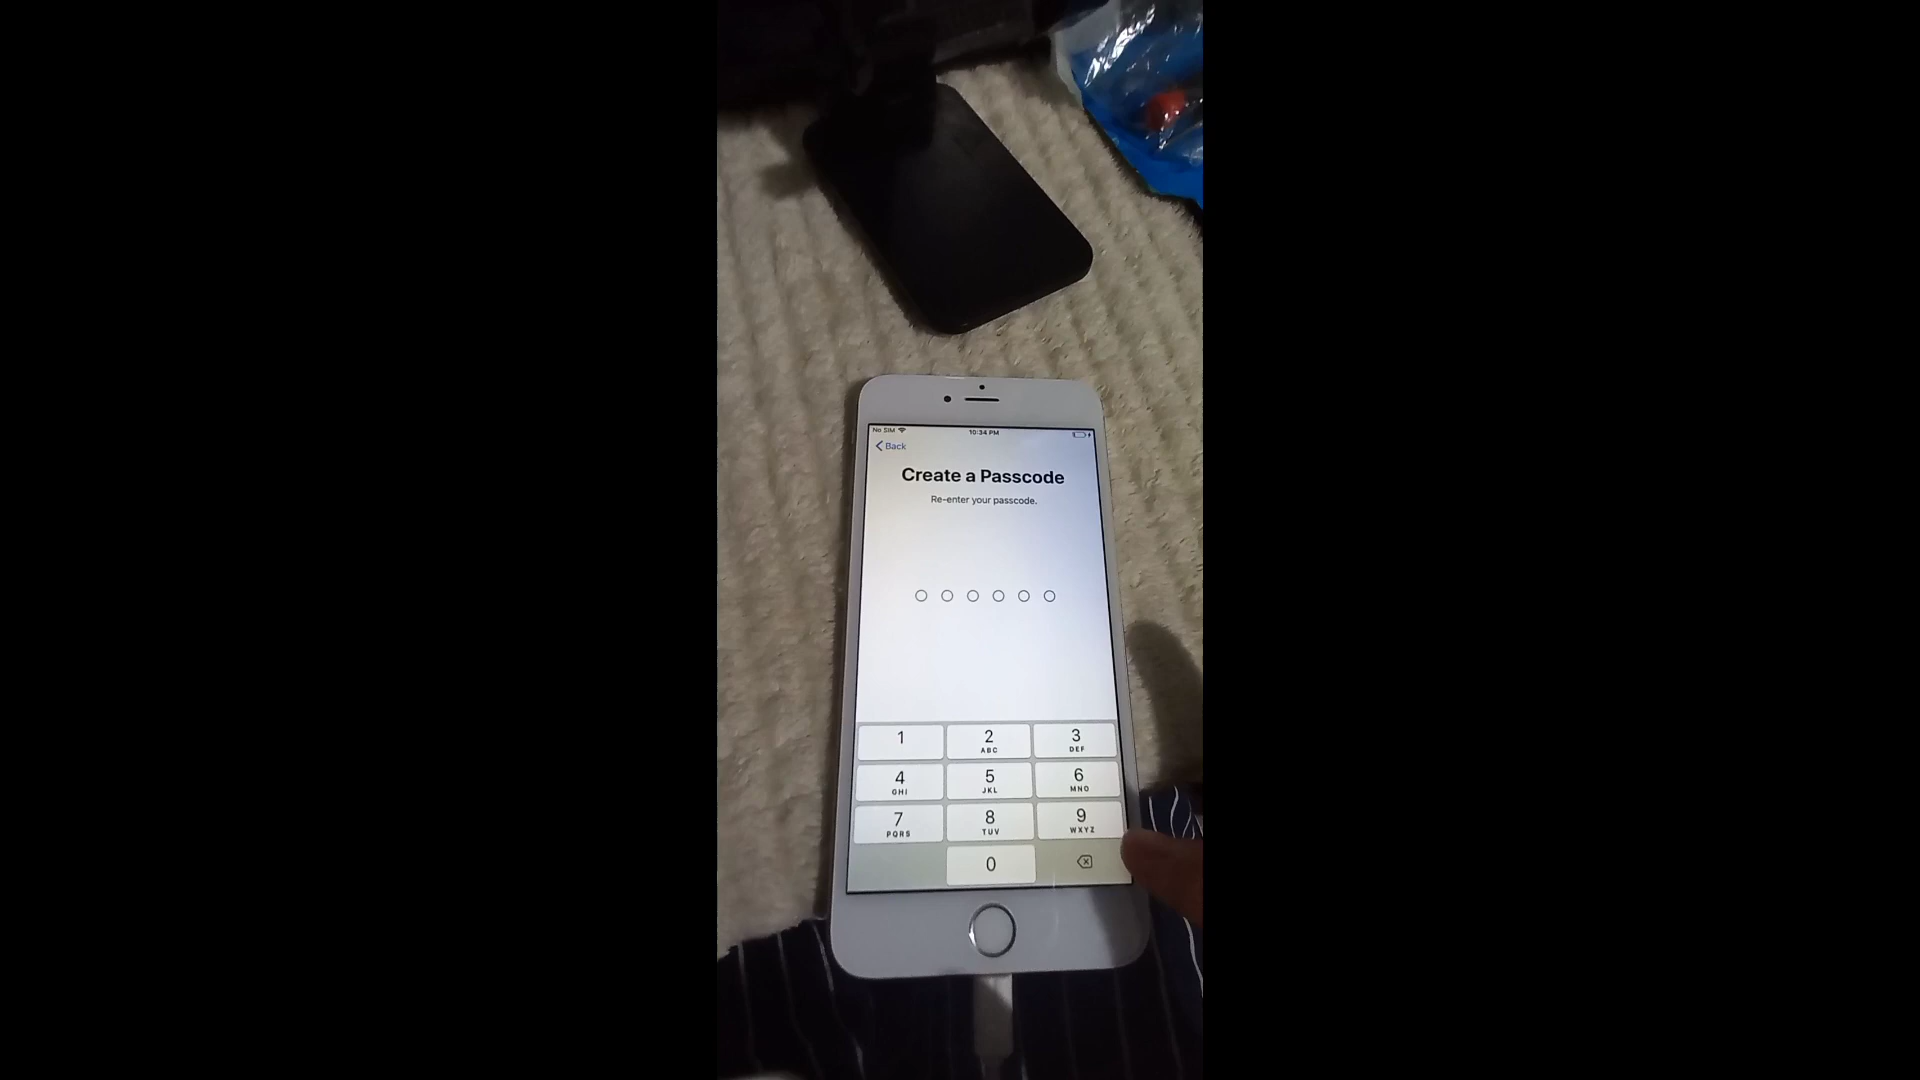 No SIM 10:34 PM
Back
Create a Passcode
Re-enter your passcode.
1 2 3
ABC DEF
4 5 6
GHI JKL MNO
7 8 9
PQRS TUV WXYZ
0